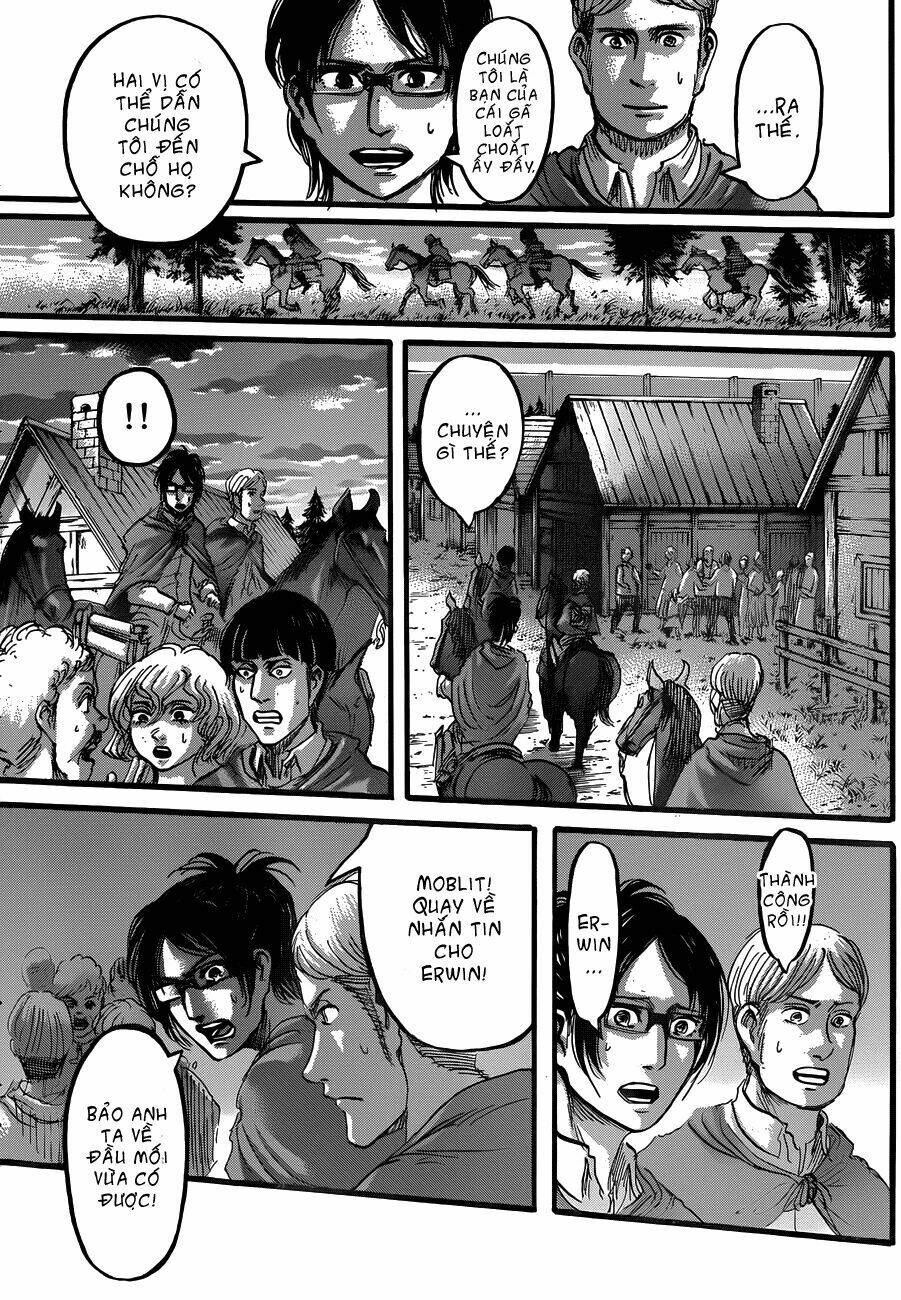 ...RA
THẾ.
CHÚNG
TÔI LÀ
BẠN CỦA
CÁI GÃ
LOẮT
CHOẮT
ẤY ĐẤY.
HAI VỊ CÓ
THỂ DẪN
CHÚNG
TÔI ĐẾN
CHỖ HỌ
KHÔNG?
...
CHUYỆN
GÌ THẾ?
!!
THÀNH
CÔNG
RỒI!!
ER-
WIN
...
MOBLIT!
QUAY VỀ
NHẮN TIN
CHO
ERWIN!
BẢO ANH
TA VỀ
ĐẦU MỐI
VỪA CÓ
ĐƯỢC!